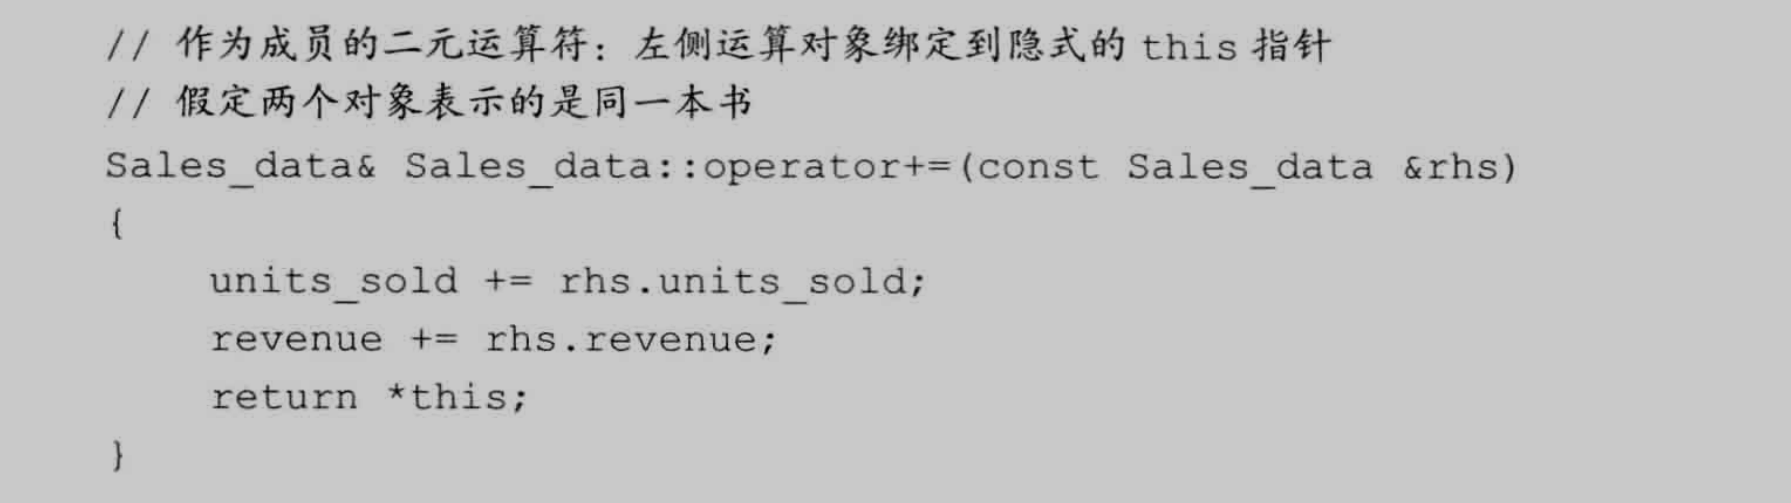 // 作为成员的二元运算符：左侧运算对象绑定到隐式的 this 指针
// 假定两个对象表示的是同一本书
Sales_data& Sales_data::operator+=(const Sales_data &rhs)
{
    units_sold += rhs.units_sold;
    revenue += rhs.revenue;
    return *this;
}